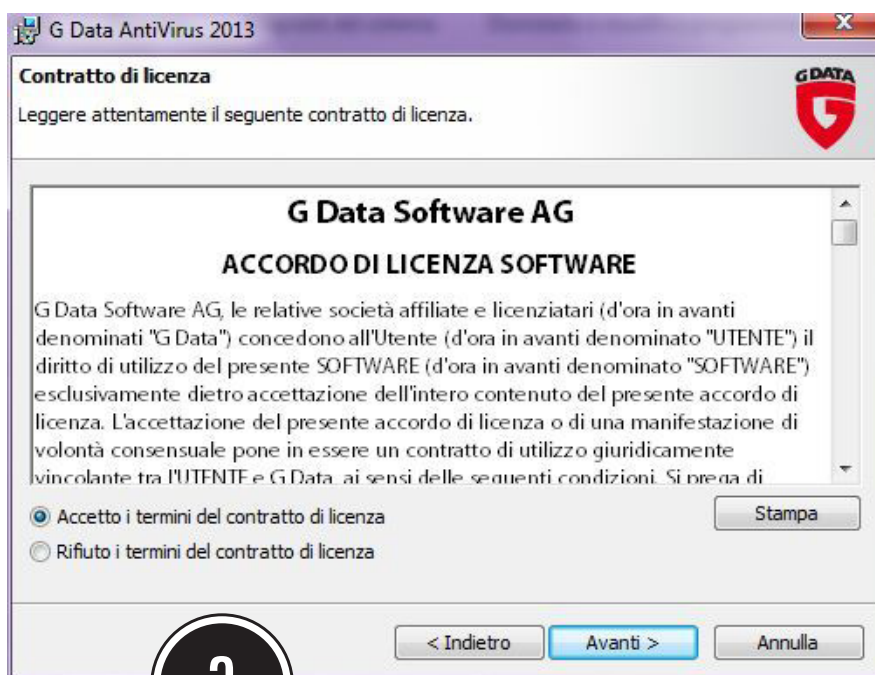 G Data AntiVirus 2013
Contratto di licenza
Leggere attentamente il seguente contratto di licenza.
G DATA
G Data Software AG
ACCORDO DI LICENZA SOFTWARE
G Data Software AG, le relative società affiliate e licenziatari (d'ora in avanti
denominati "G Data") concedono all'Utente (d'ora in avanti denominato "UTENTE") il
diritto di utilizzo del presente SOFTWARE (d'ora in avanti denominato "SOFTWARE")
esclusivamente dietro accettazione dell'intero contenuto del presente accordo di
licenza. L'accettazione del presente accordo di licenza o di una manifestazione di
volontà consensuale pone in essere un contratto di utilizzo giuridicamente
vincolante tra l'UTENTE e G Data, ai sensi delle seguenti condizioni. Si prega di
Accetto i termini del contratto di licenza
Stampa
Rifiuto i termini del contratto di licenza
< Indietro
Avanti >
Annulla